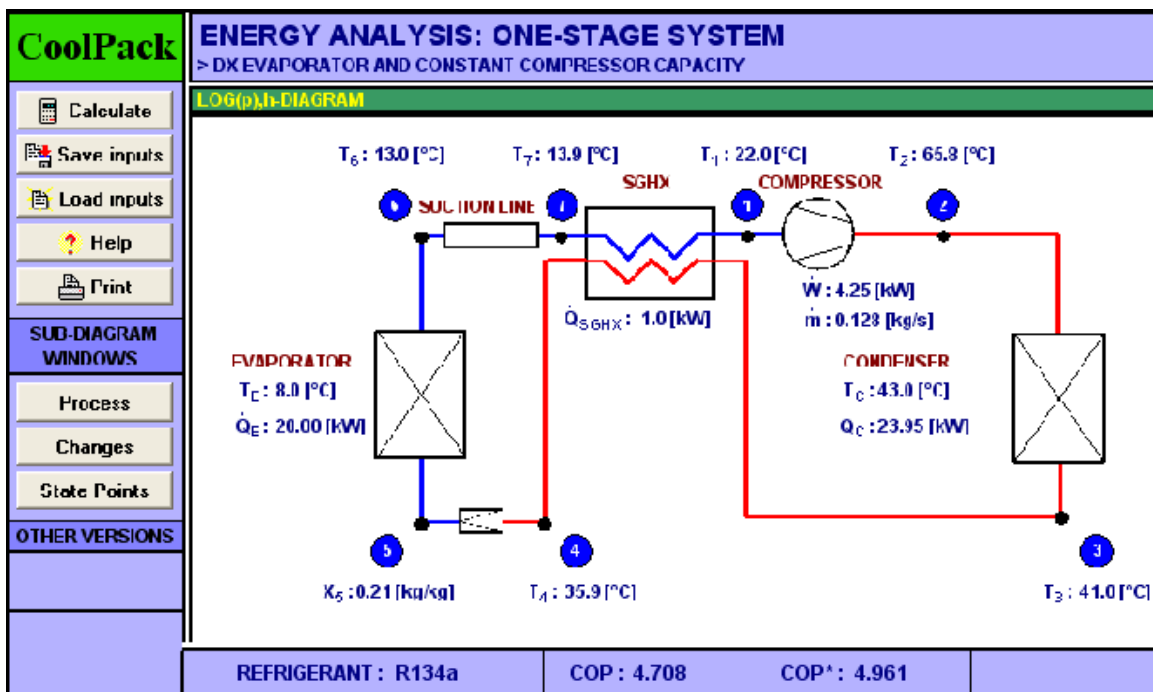 CoolPack
ENERGY ANALYSIS: ONE-STAGE SYSTEM
> DX EVAPORATOR AND CONSTANT COMPRESSOR CAPACITY
Calculate
Save inputs
Load inputs
Help
Print
SUB-DIAGRAM
WINDOWS
Process
Changes
State Points
OTHER VERSIONS
LOG(p),h-DIAGRAM
T6 : 13.0 [°C]
T7 : 13.9 [°C]
T1 : 22.0 [°C]
T2 : 65.8 [°C]
SGHX
COMPRESSOR
6
SUCTION LINE
7
1
2
Q̇SGHX : 1.0 [kW]
Ẇ : 4.25 [kW]
ṁ : 0.128 [kg/s]
EVAPORATOR
TE : 8.0 [°C]
Q̇E : 20.00 [kW]
CONDENSER
TC : 43.0 [°C]
QC : 23.95 [kW]
5
4
3
X5 : 0.21 [kg/kg]
T4 : 35.9 [°C]
T3 : 41.0 [°C]
REFRIGERANT : R134a
COP : 4.708
COP* : 4.961